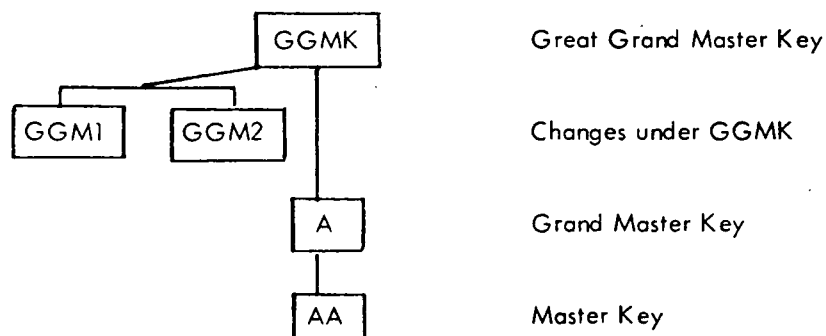 GGMK Great Grand Master Key
GGM1 GGM2 Changes under GGMK
A Grand Master Key
AA Master Key